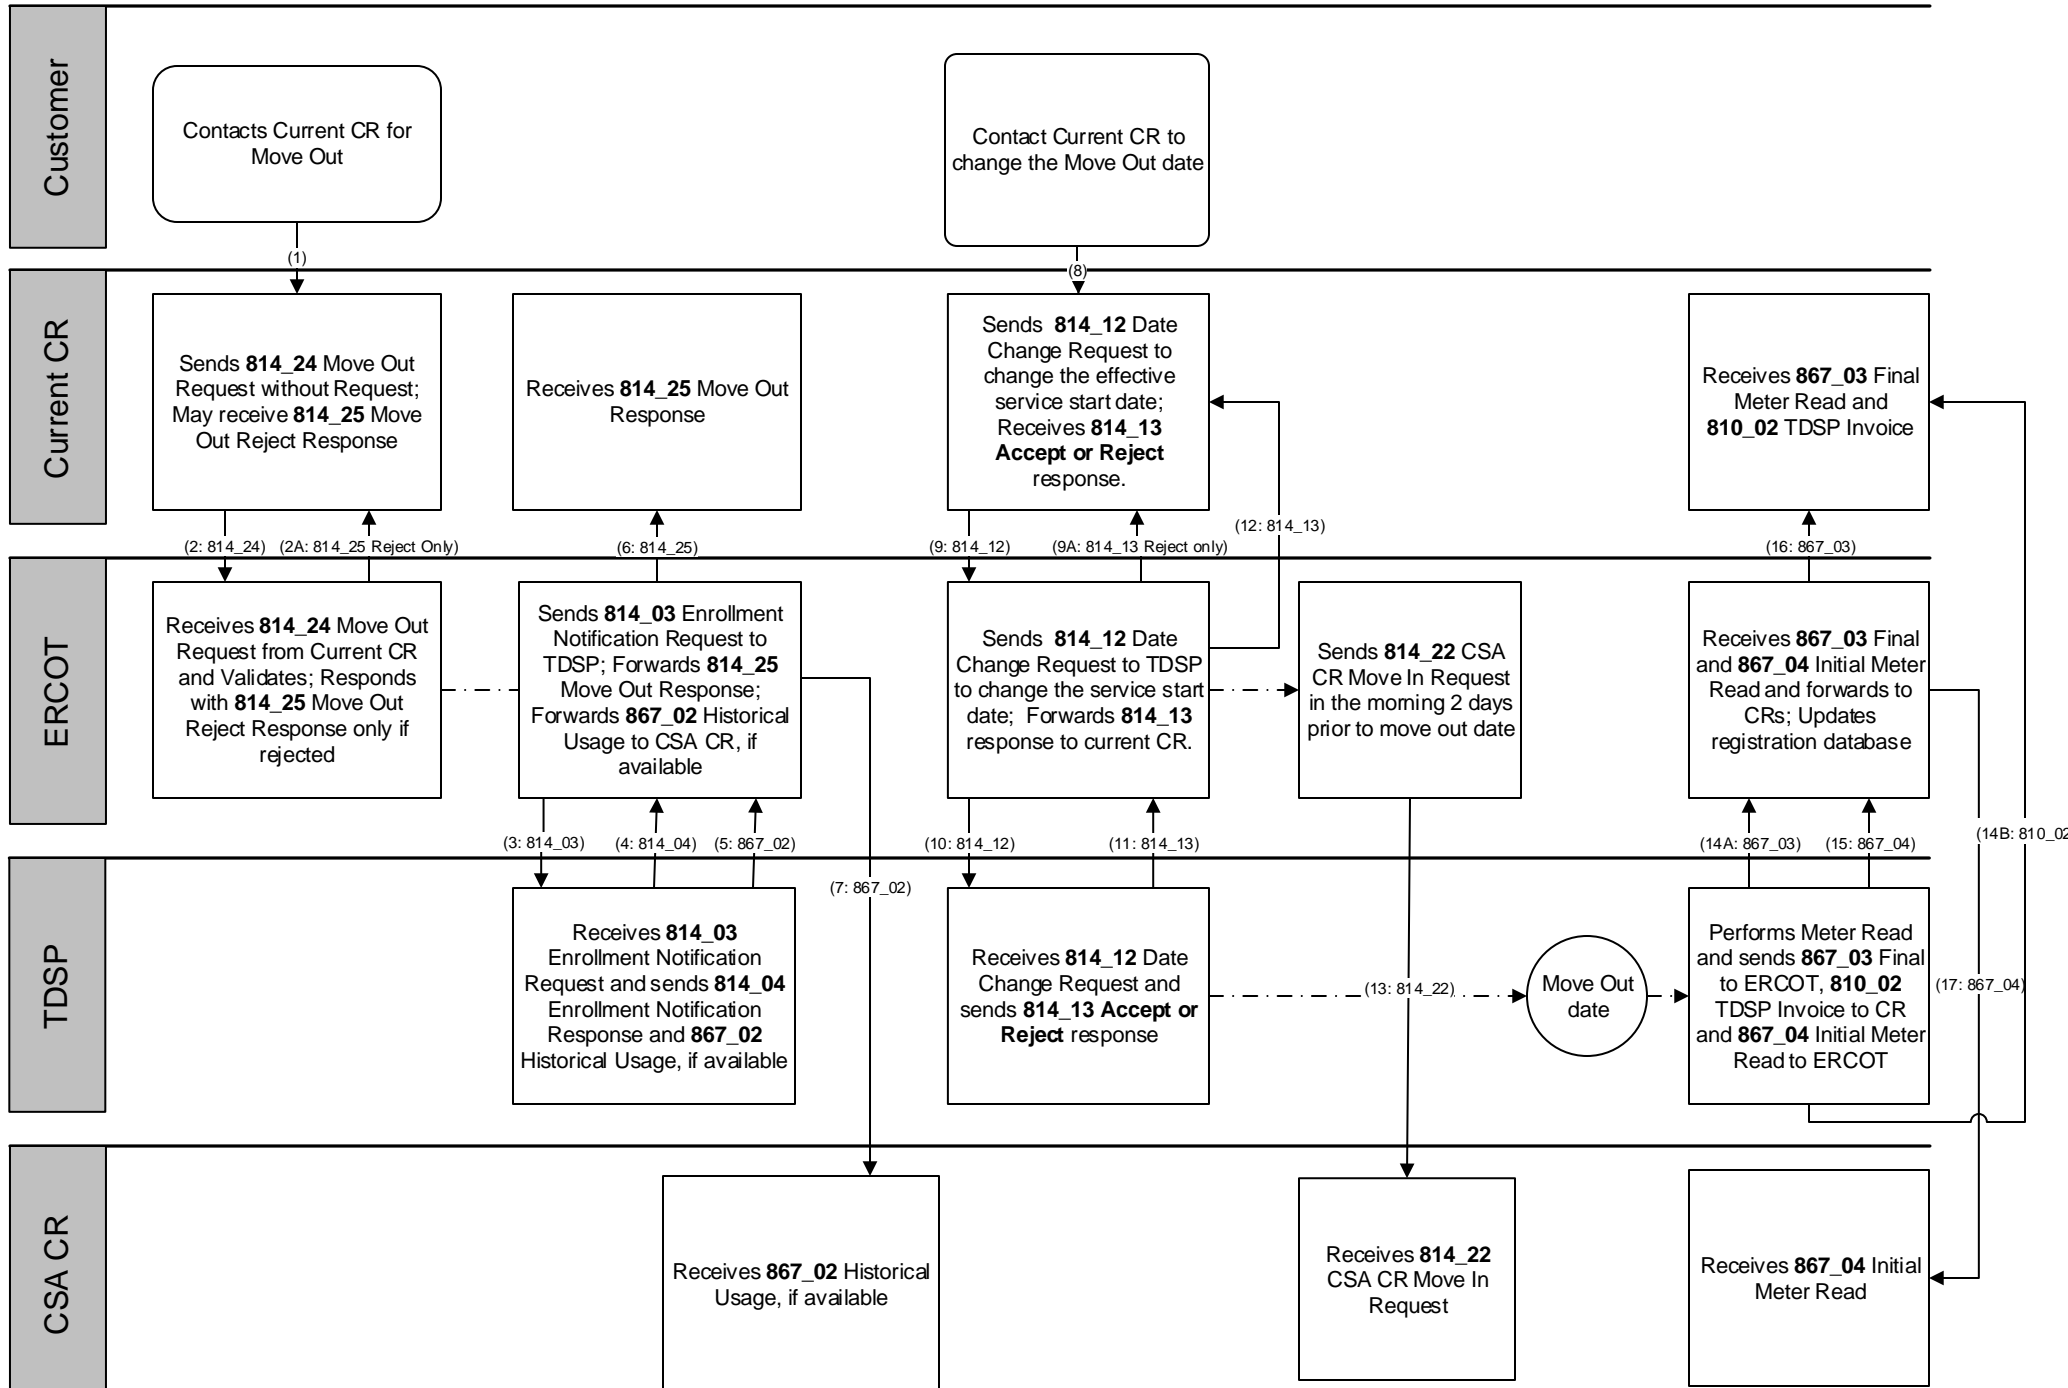 Customer
Contacts Current CR for
Move Out
Contact Current CR to
change the Move Out date
(1)
(8)
Current CR
Sends 814_24 Move Out
Request without Request;
May receive 814_25 Move
Out Reject Response
Receives 814_25 Move Out
Response
Sends 814_12 Date
Change Request to
change the effective
service start date;
Receives 814_13
Accept or Reject
response.
Receives 867_03 Final
Meter Read and
810_02 TDSP Invoice
(2: 814_24)
(2A: 814_25 Reject Only)
(6: 814_25)
(9: 814_12)
(9A: 814_13 Reject only)
(12: 814_13)
(16: 867_03)
ERCOT
Receives 814_24 Move Out
Request from Current CR
and Validates; Responds
with 814_25 Move Out
Reject Response only if
rejected
Sends 814_03 Enrollment
Notification Request to
TDSP; Forwards 814_25
Move Out Response;
Forwards 867_02 Historical
Usage to CSA CR, if
available
Sends 814_12 Date
Change Request to TDSP
to change the service start
date; Forwards 814_13
response to current CR.
Sends 814_22 CSA
CR Move In Request
in the morning 2 days
prior to move out date
Receives 867_03 Final
and 867_04 Initial Meter
Read and forwards to
CRs; Updates
registration database
(3: 814_03)
(4: 814_04)
(5: 867_02)
(7: 867_02)
(10: 814_12)
(11: 814_13)
(14A: 867_03)
(15: 867_04)
(14B: 810_02
TDSP
Receives 814_03
Enrollment Notification
Request and sends 814_04
Enrollment Notification
Response and 867_02
Historical Usage, if available
Receives 814_12 Date
Change Request and
sends 814_13 Accept or
Reject response
(13: 814_22)
Move Out
date
Performs Meter Read
and sends 867_03 Final
to ERCOT, 810_02
TDSP Invoice to CR
and 867_04 Initial Meter
Read to ERCOT
(17: 867_04)
CSA CR
Receives 867_02 Historical
Usage, if available
Receives 814_22
CSA CR Move In
Request
Receives 867_04 Initial
Meter Read